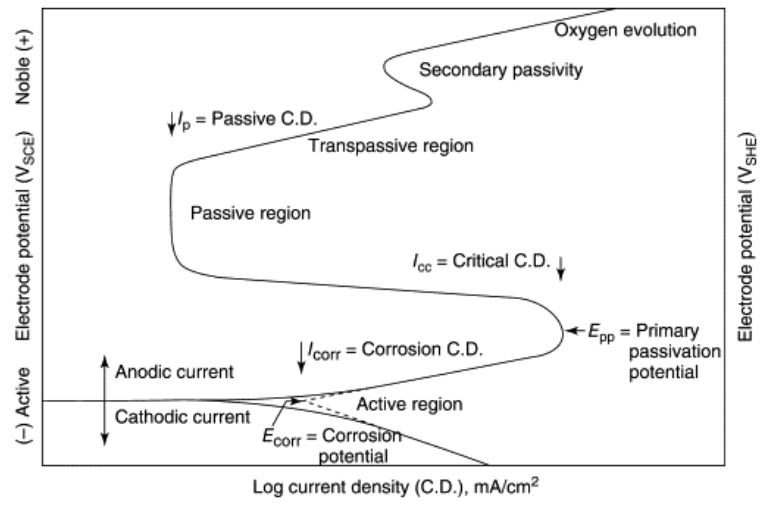 Oxygen evolution
Secondary passivity
Ip = Passive C.D.
Transpassive region
Passive region
Icc = Critical C.D.
Epp = Primary
passivation
potential
Icorr = Corrosion C.D.
Anodic current
Active region
Cathodic current
Ecorr = Corrosion
potential
(–) Active Electrode potential (VSCE) Noble (+)
Electrode potential (VSHE)
Log current density (C.D.), mA/cm²